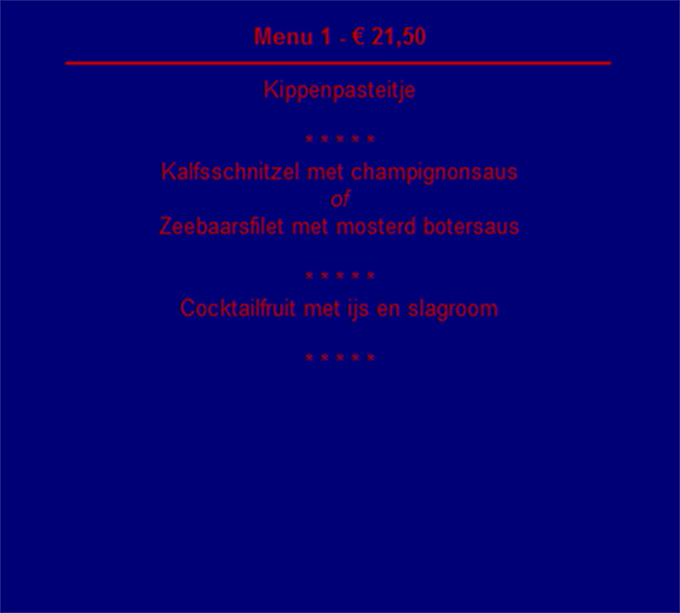 Menu 1 - € 21,50
Kippenpasteitje
* * * * *
Kalfsschnitzel met champignonsaus
of
Zeebaarsfilet met mosterd botersaus
* * * * *
Cocktailfruit met ijs en slagroom
* * * * *